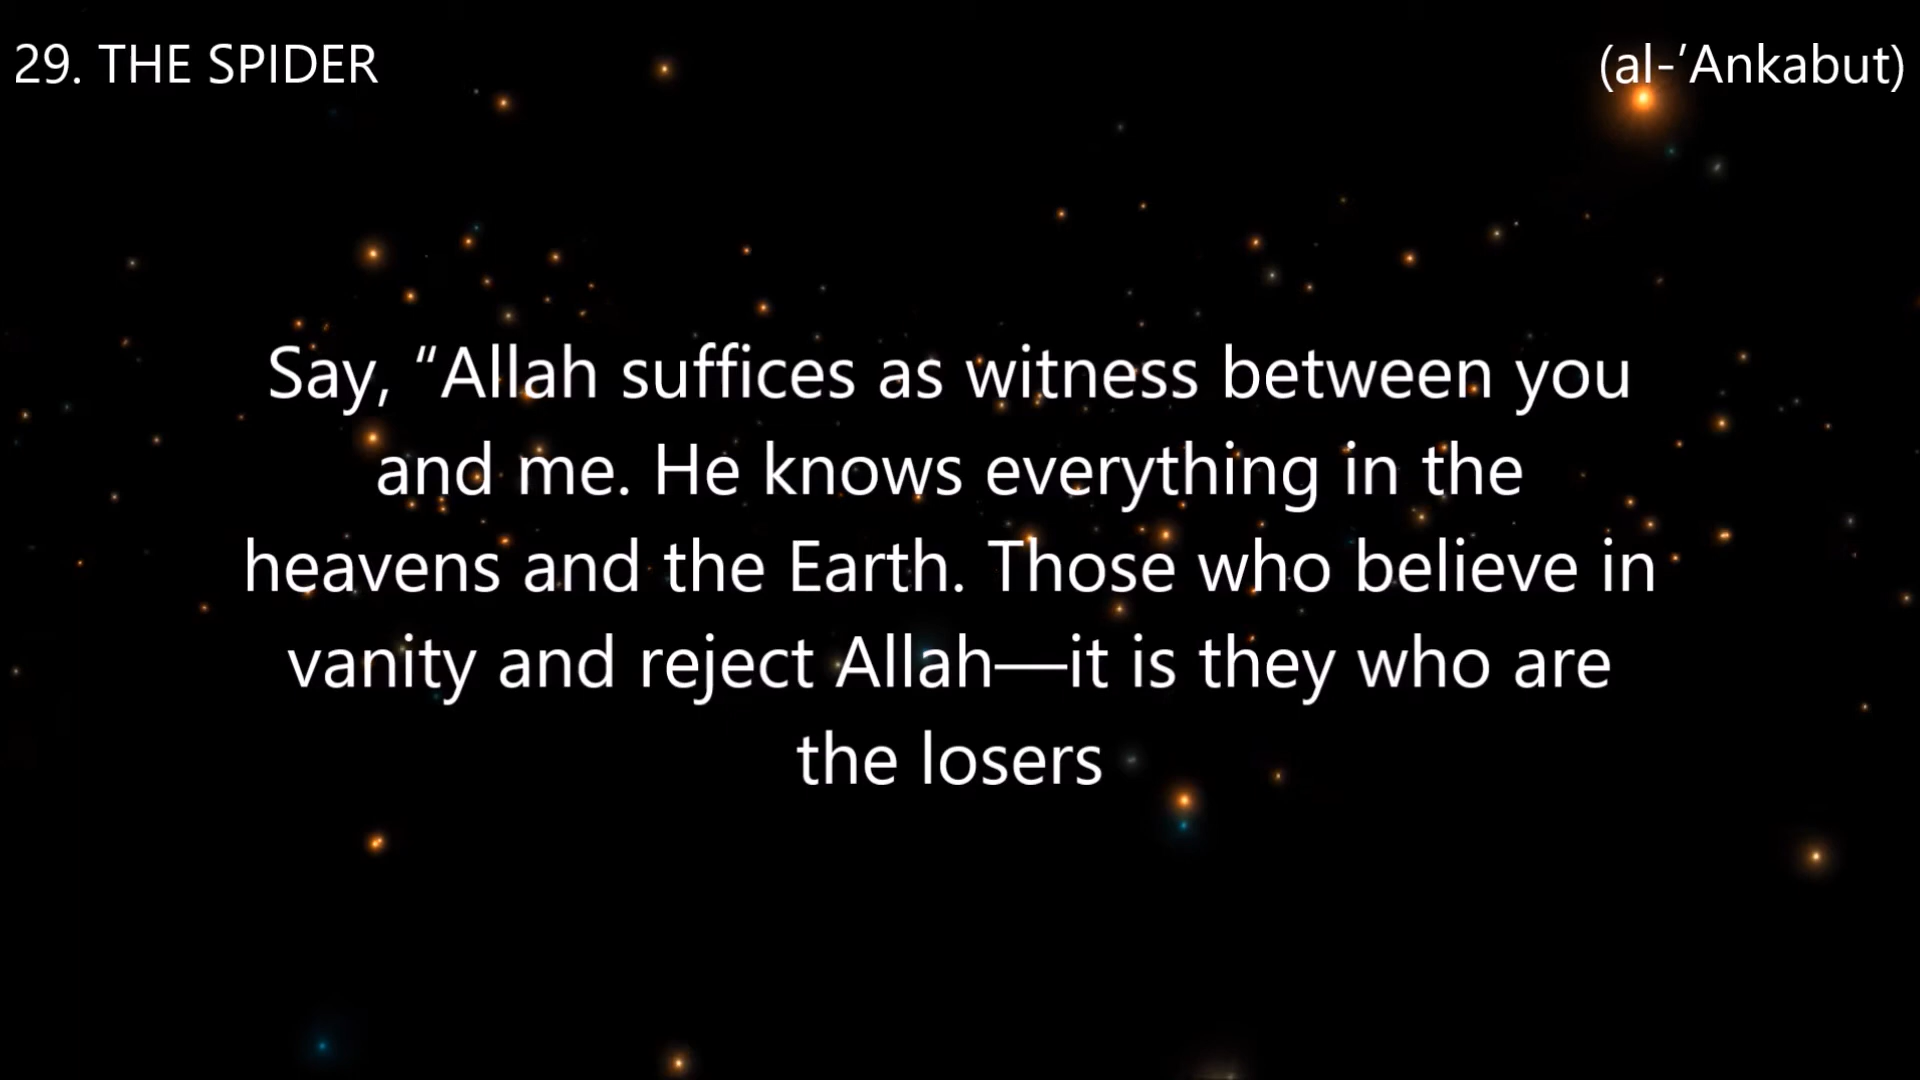 29. THE SPIDER
(al-’Ankabut)
Say, “Allah suffices as witness between you
and me. He knows everything in the
heavens and the Earth. Those who believe in
vanity and reject Allah—it is they who are
the losers